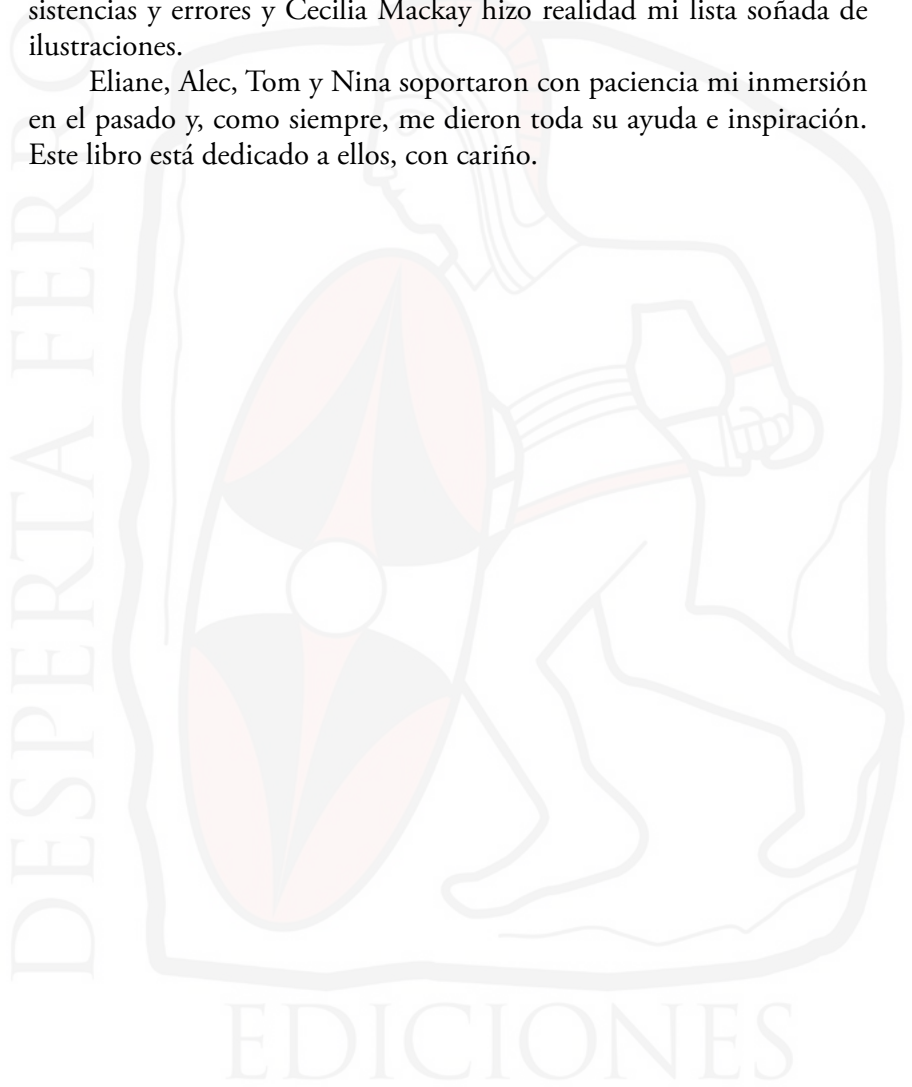 sistencias y errores y Cecilia Mackay hizo realidad mi lista soñada de
ilustraciones.
Eliane, Alec, Tom y Nina soportaron con paciencia mi inmersión
en el pasado y, como siempre, me dieron toda su ayuda e inspiración.
Este libro está dedicado a ellos, con cariño.
DESPERTA FERRO
EDICIONES